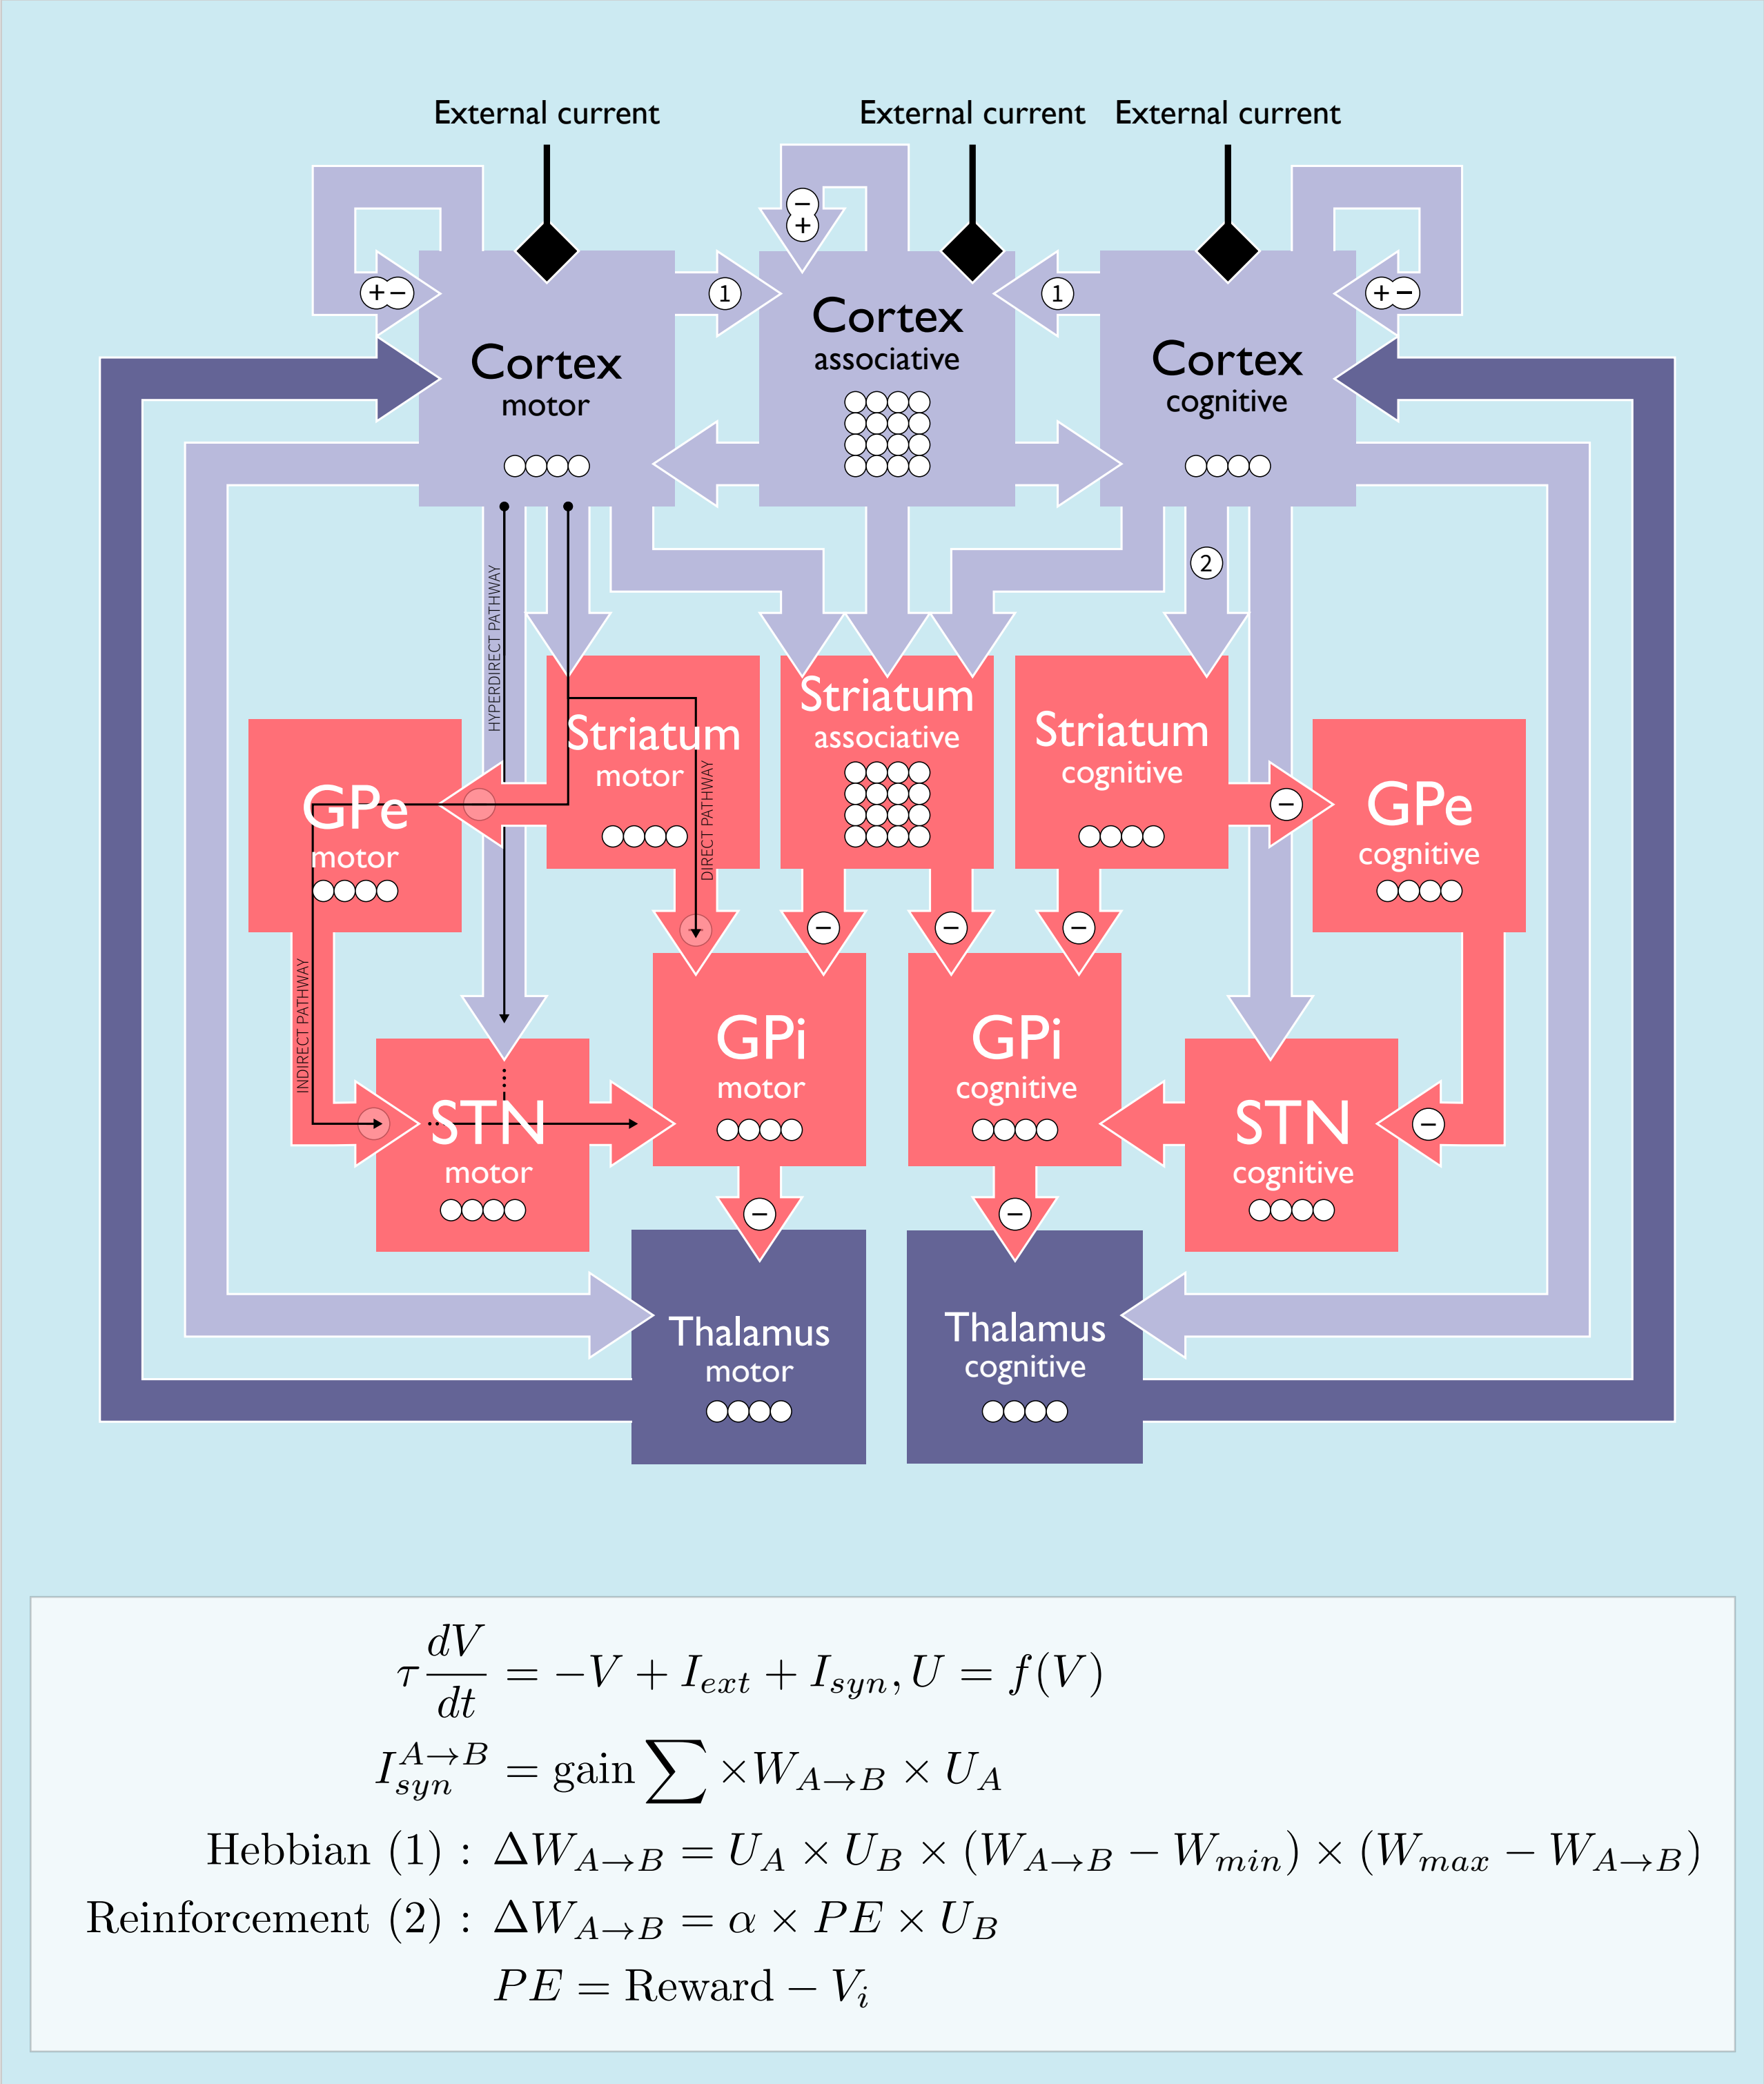 External current
External current
External current
−
+
+ −
1
1
+ −
Cortex
associative
Cortex
motor
Cortex
cognitive
2
HYPERDIRECT PATHWAY
Striatum
motor
Striatum
associative
Striatum
cognitive
DIRECT PATHWAY
GPe
motor
−
GPe
cognitive
−
−
−
INDIRECT PATHWAY
GPi
motor
GPi
cognitive
STN
motor
STN
cognitive
−
−
−
Thalamus
motor
Thalamus
cognitive
τ dV/dt = −V + I_ext + I_syn, U = f(V)
I_syn^{A→B} = gain ∑ ×W_{A→B} × U_A
Hebbian (1) : ΔW_{A→B} = U_A × U_B × (W_{A→B} − W_min) × (W_max − W_{A→B})
Reinforcement (2) : ΔW_{A→B} = α × PE × U_B
PE = Reward − V_i